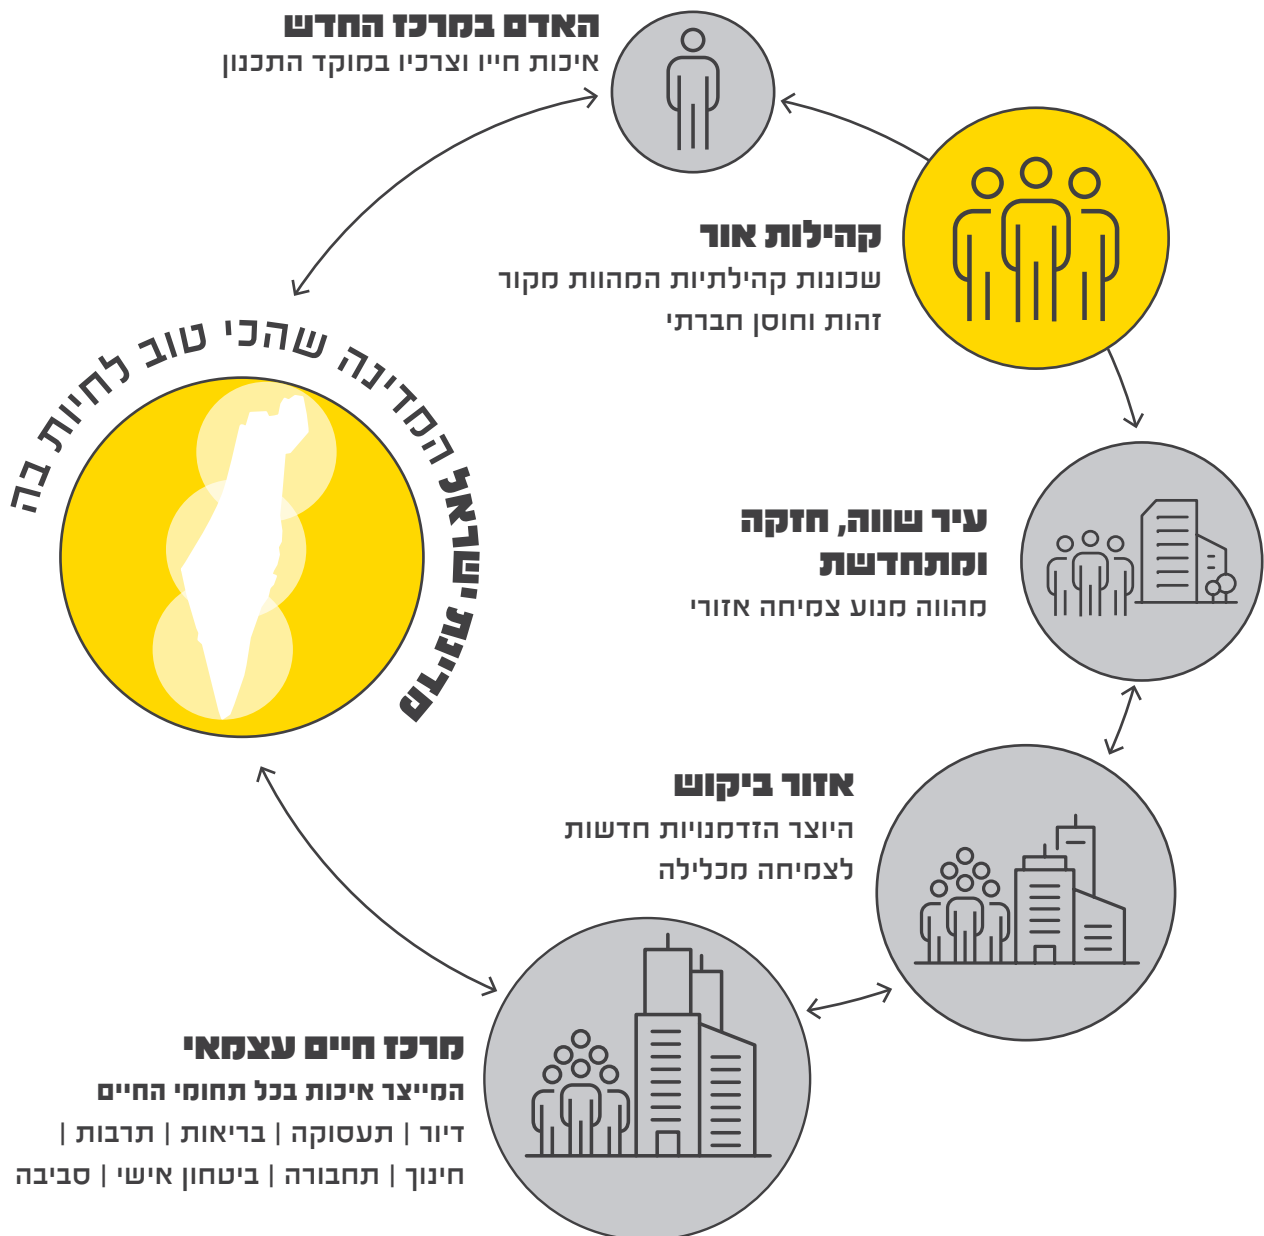 האדם במרכז החדש
איכות חייו וצרכיו במוקד התכנון
קהילות אור
שכונות קהילתיות המהוות מקור
זהות וחוסן חברתי
מדינת ישראל המדינה שהכי טוב לחיות בה
עיר שווה, חזקה
ומתחדשת
מהווה מנוע צמיחה אזורי
אזור ביקוש
היוצר הזדמנויות חדשות
לצמיחה מכלילה
מרכז חיים עצמאי
המייצר איכות בכל תחומי החיים
דיור | תעסוקה | בריאות | תרבות |
חינוך | תחבורה | ביטחון אישי | סביבה